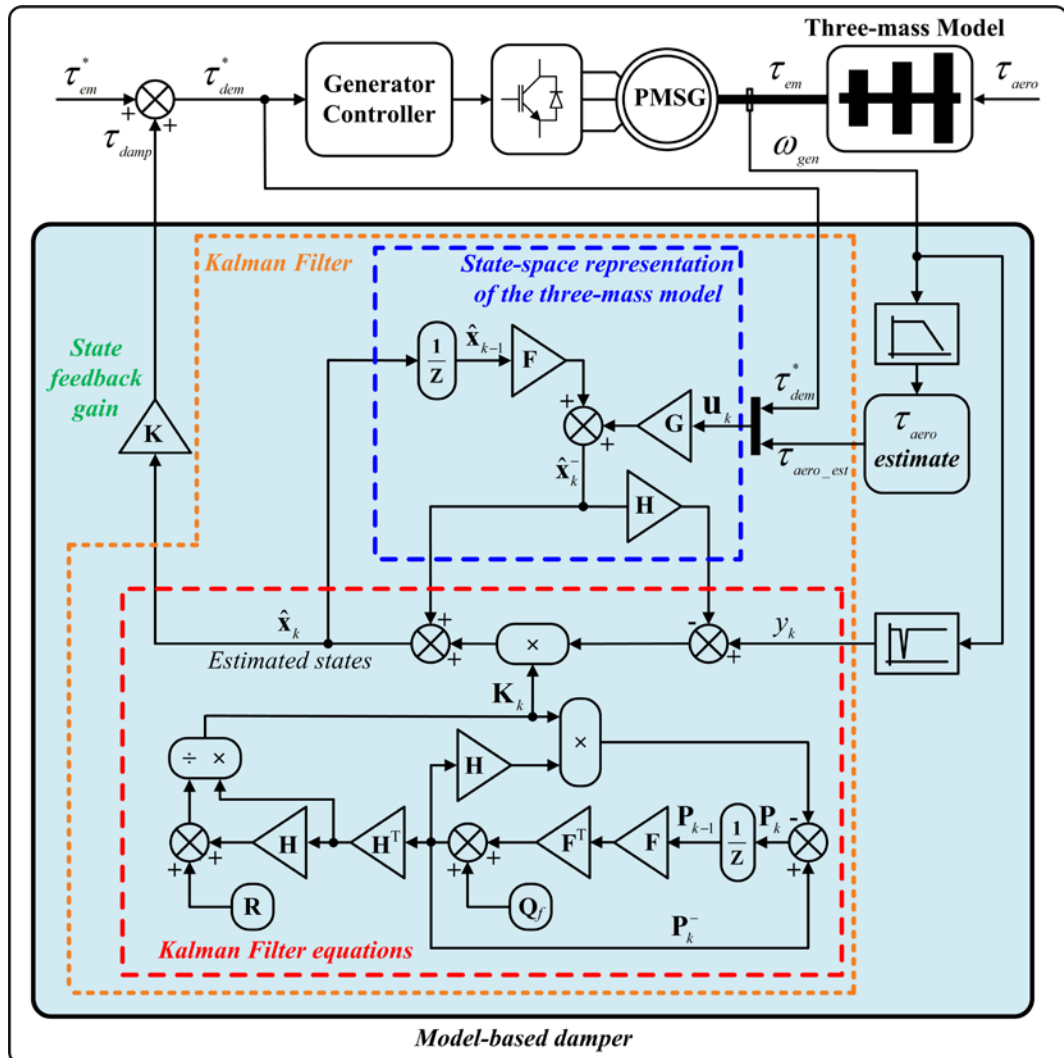 Three-mass Model
τ*em
τ*dem
Generator
Controller
PMSG
τem
τaero
+
+
τdamp
ωgen
Kalman Filter
State-space representation
of the three-mass model
State
feedback
gain
1/Z
x̂k-1
F
τ*dem
K
+
+
G
uk
τaero
estimate
τaero_est
x̂k⁻
H
x̂k
+
+
×
-
+
yk
Estimated states
Kk
÷ ×
H
×
+
+
H
Hᵀ
+
+
Fᵀ
F
Pk-1
1/Z
Pk
-
+
R
Qf
Pk⁻
Kalman Filter equations
Model-based damper